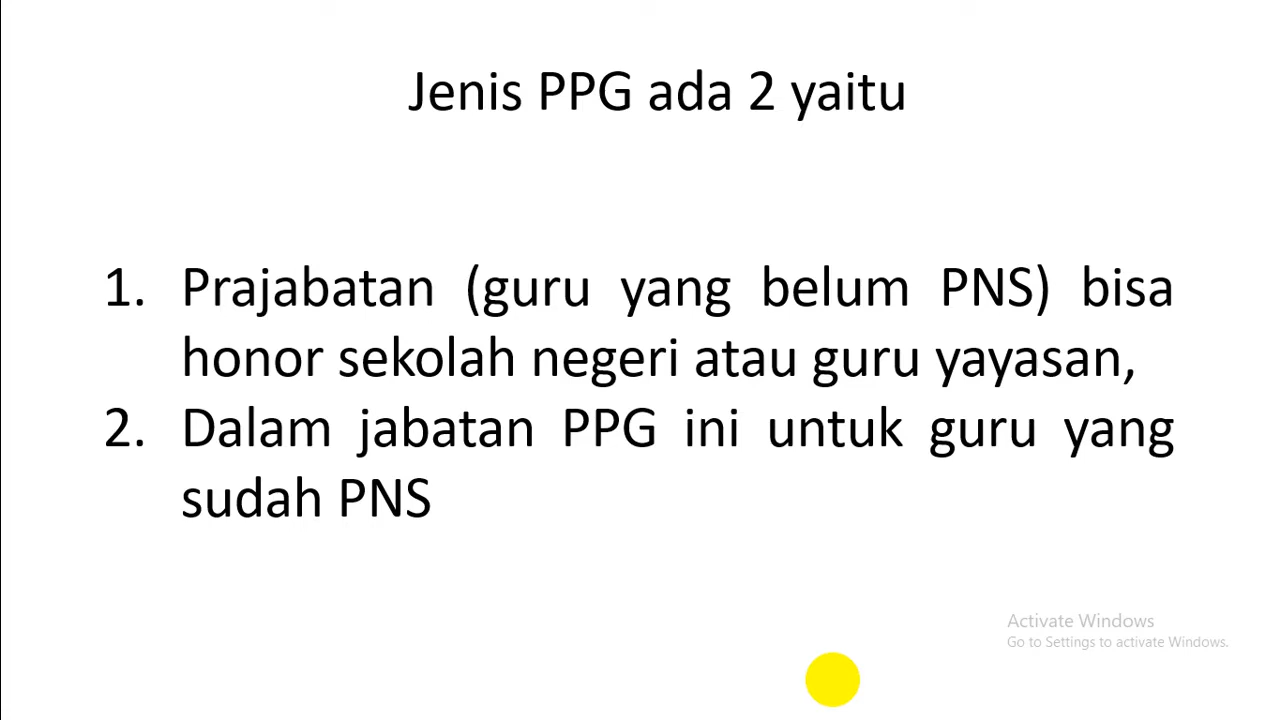 Jenis PPG ada 2 yaitu
1. Prajabatan (guru yang belum PNS) bisa
honor sekolah negeri atau guru yayasan,
2. Dalam jabatan PPG ini untuk guru yang
sudah PNS
Activate Windows
Go to Settings to activate Windows.